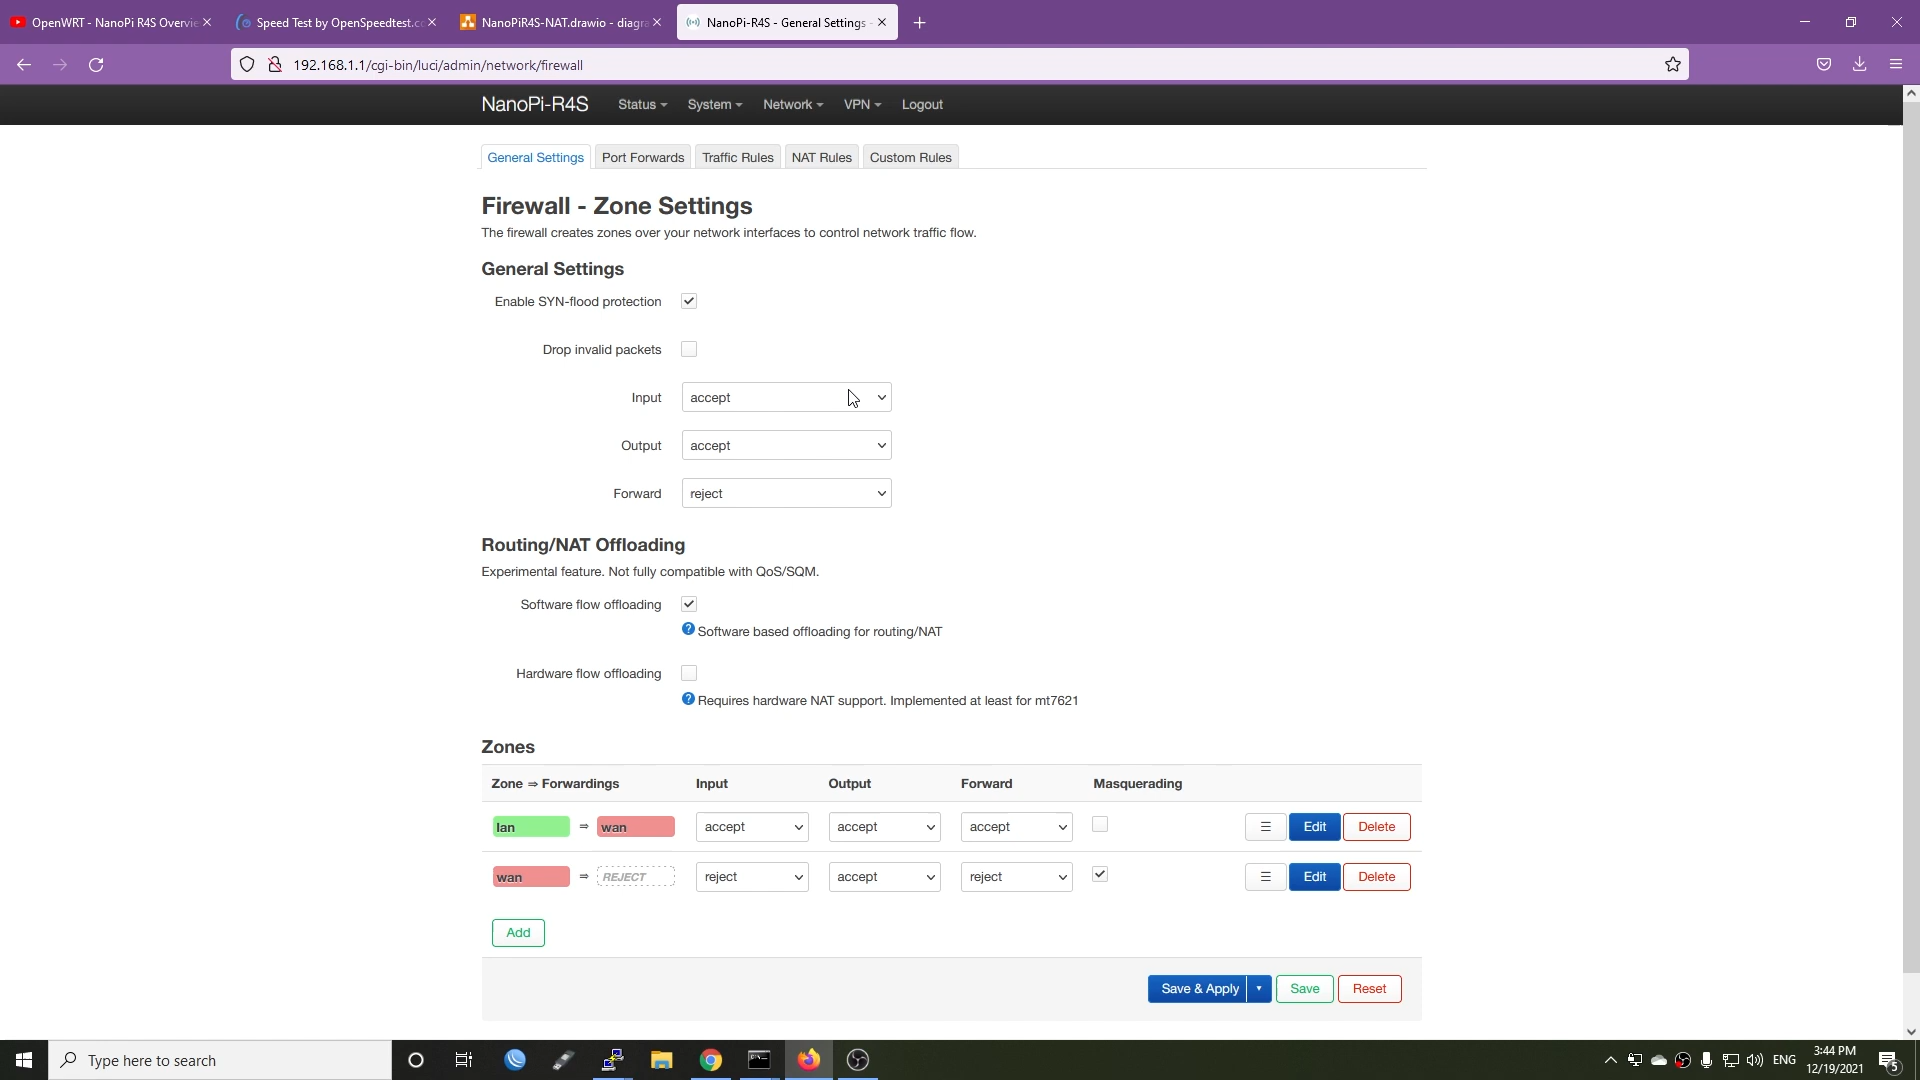 OpenWRT - NanoPi R4S Overvie
Speed Test by OpenSpeedtest.co
NanoPiR4S-NAT.drawio - diagra
NanoPi-R4S - General Settings -
192.168.1.1/cgi-bin/luci/admin/network/firewall
NanoPi-R4S
Status
System
Network
VPN
Logout
General Settings
Port Forwards
Traffic Rules
NAT Rules
Custom Rules
Firewall - Zone Settings
The firewall creates zones over your network interfaces to control network traffic flow.
General Settings
Enable SYN-flood protection
Drop invalid packets
Input accept
Output accept
Forward reject
Routing/NAT Offloading
Experimental feature. Not fully compatible with QoS/SQM.
Software flow offloading
Software based offloading for routing/NAT
Hardware flow offloading
Requires hardware NAT support. Implemented at least for mt7621
Zones
Zone ⇒ Forwardings Input Output Forward Masquerading
lan ⇒ wan accept accept accept Edit Delete
wan ⇒ REJECT reject accept reject Edit Delete
Add
Save & Apply Save Reset
Type here to search
ENG
3:44 PM
12/19/2021
5